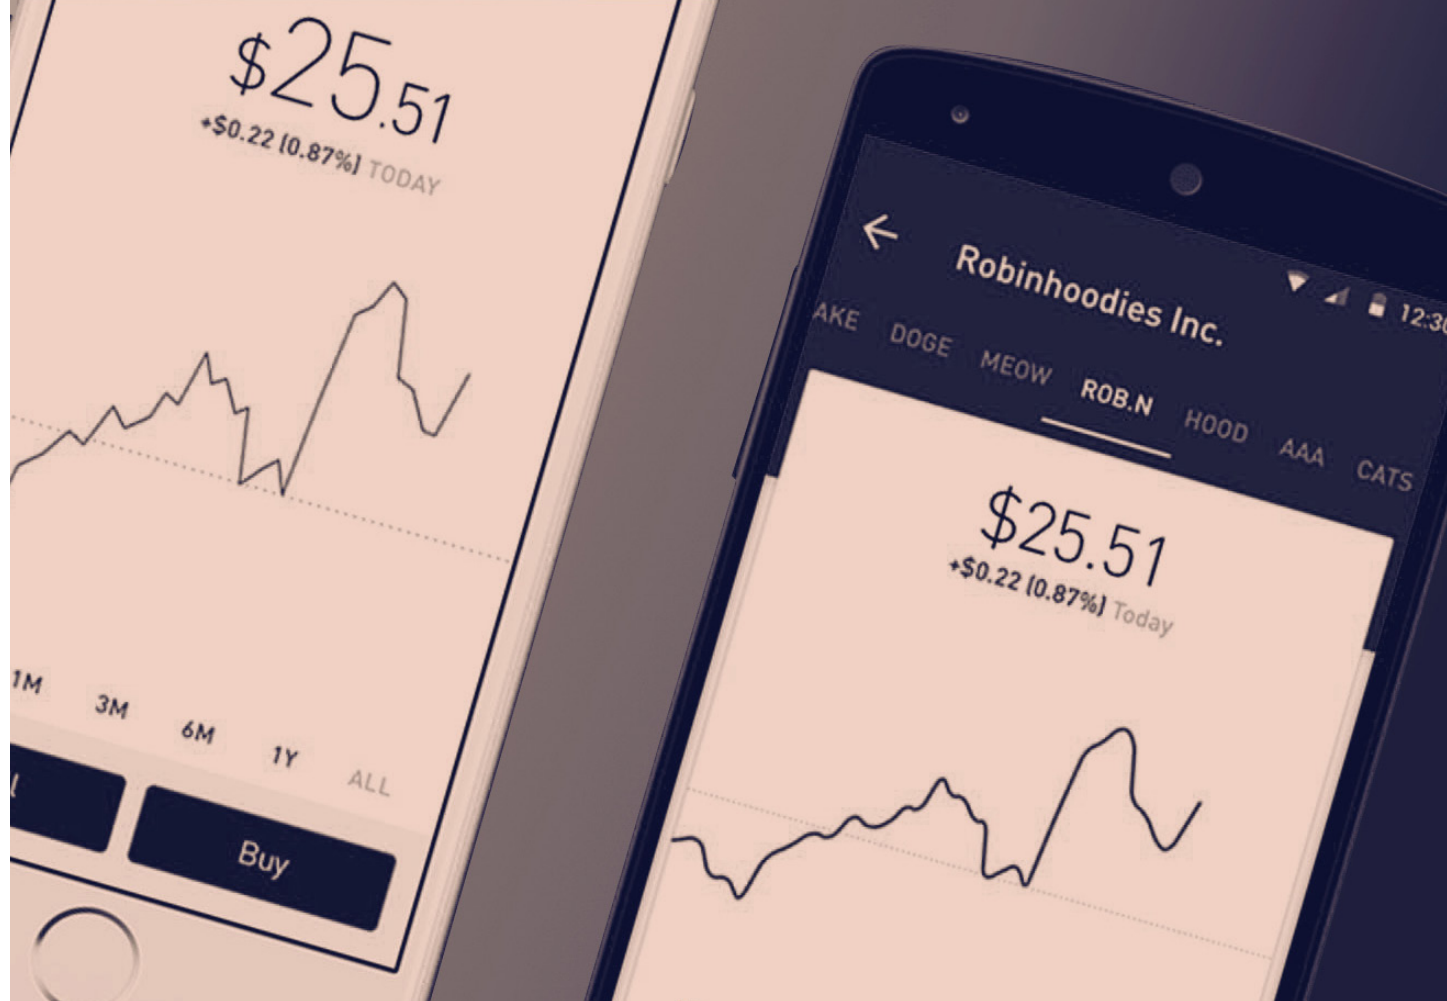 $25.51
+$0.22 (0.87%) TODAY
1M 3M 6M 1Y ALL
Buy
12:30
Robinhoodies Inc.
AKE DOGE MEOW ROB.N HOOD AAA CATS
$25.51
+$0.22 (0.87%) Today